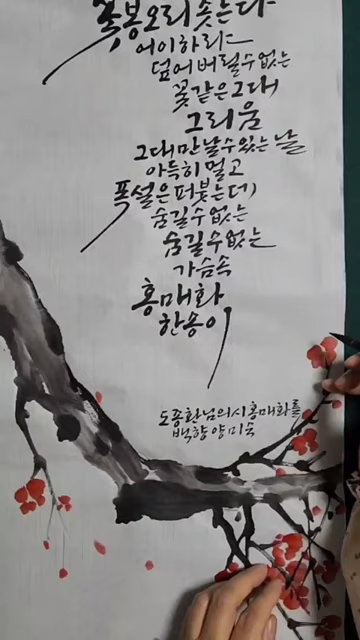 꽃봉오리 솟는다
어이하랴
덮어버릴 수 없는
꽃같은 그대
그리움
그대 만날 수 있는 날
아득히 멀고
폭설은 퍼붓는데
숨길 수 없는
숨길 수 없는
가슴 속
홍매화
한송이
도종환님의 시 홍매화를
백향 양미숙